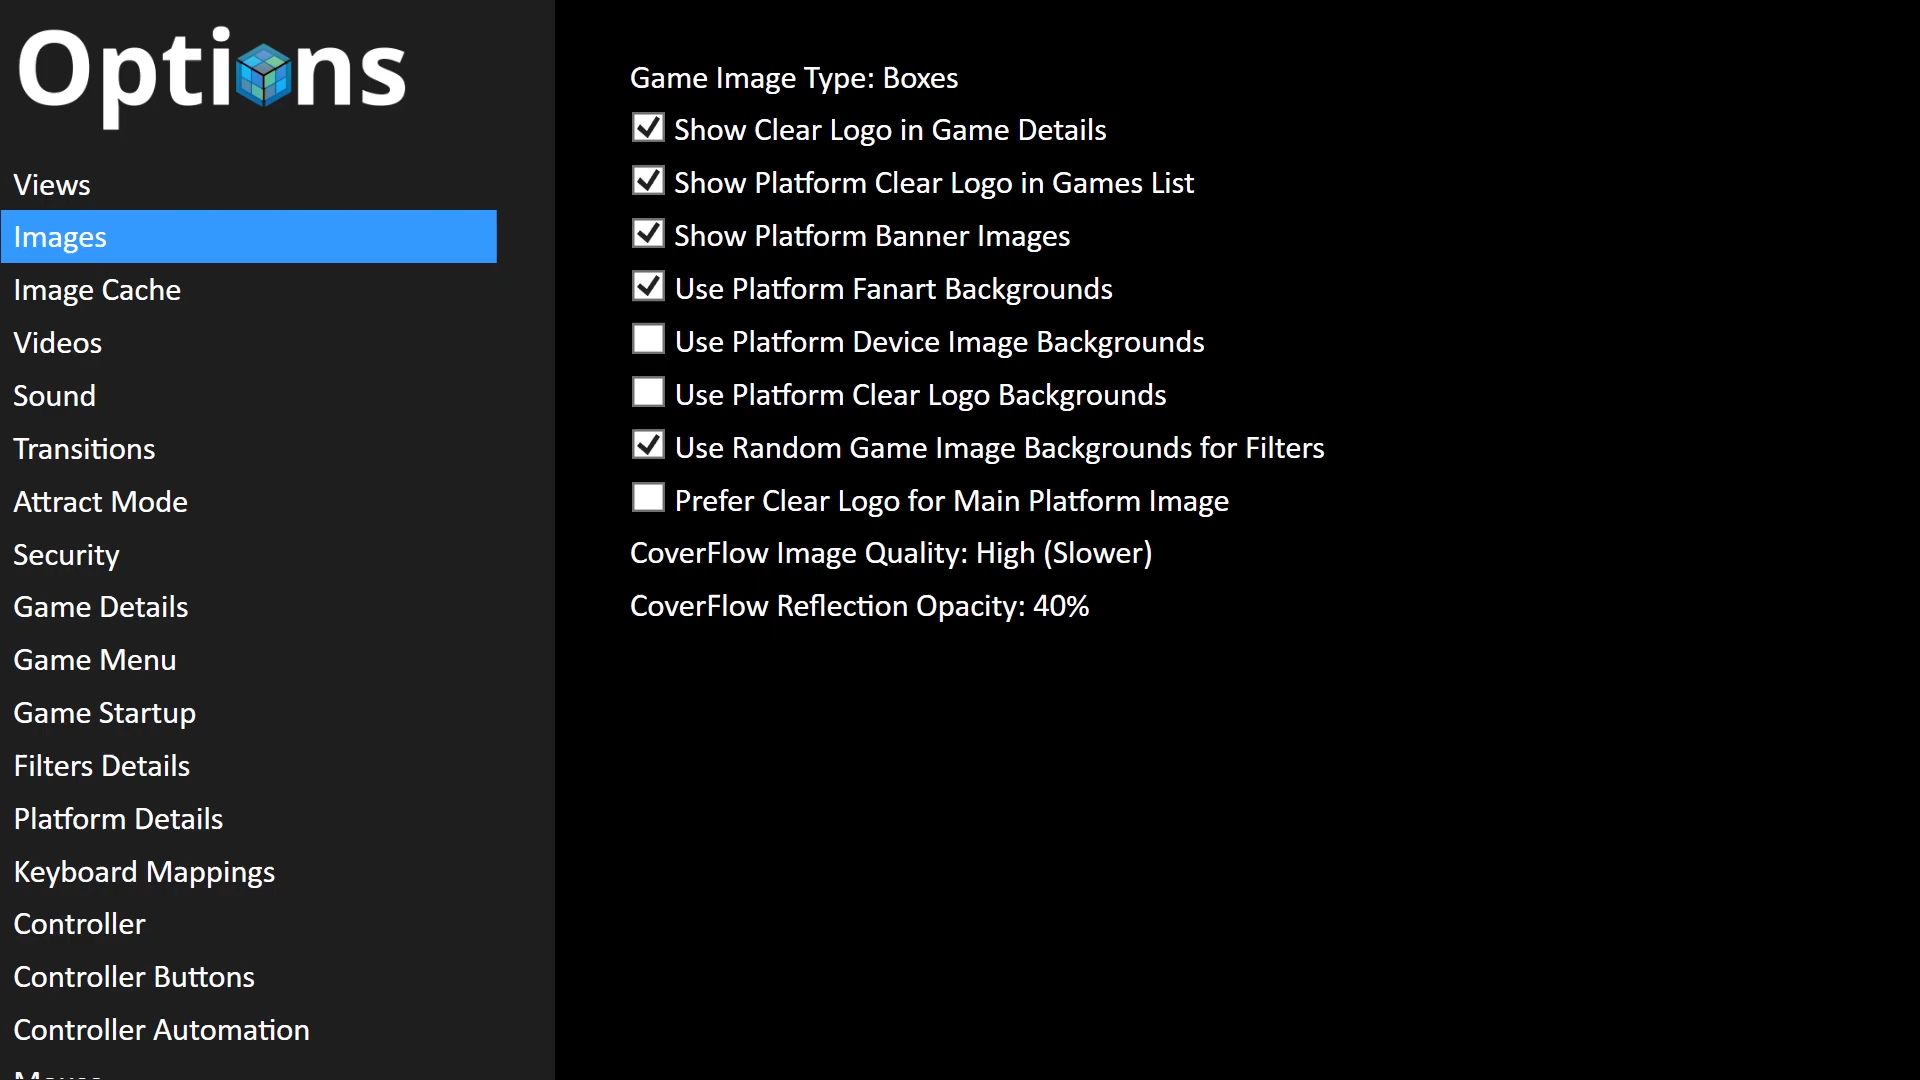 Options
Views
Images
Image Cache
Videos
Sound
Transitions
Attract Mode
Security
Game Details
Game Menu
Game Startup
Filters Details
Platform Details
Keyboard Mappings
Controller
Controller Buttons
Controller Automation
Game Image Type: Boxes
Show Clear Logo in Game Details
Show Platform Clear Logo in Games List
Show Platform Banner Images
Use Platform Fanart Backgrounds
Use Platform Device Image Backgrounds
Use Platform Clear Logo Backgrounds
Use Random Game Image Backgrounds for Filters
Prefer Clear Logo for Main Platform Image
CoverFlow Image Quality: High (Slower)
CoverFlow Reflection Opacity: 40%